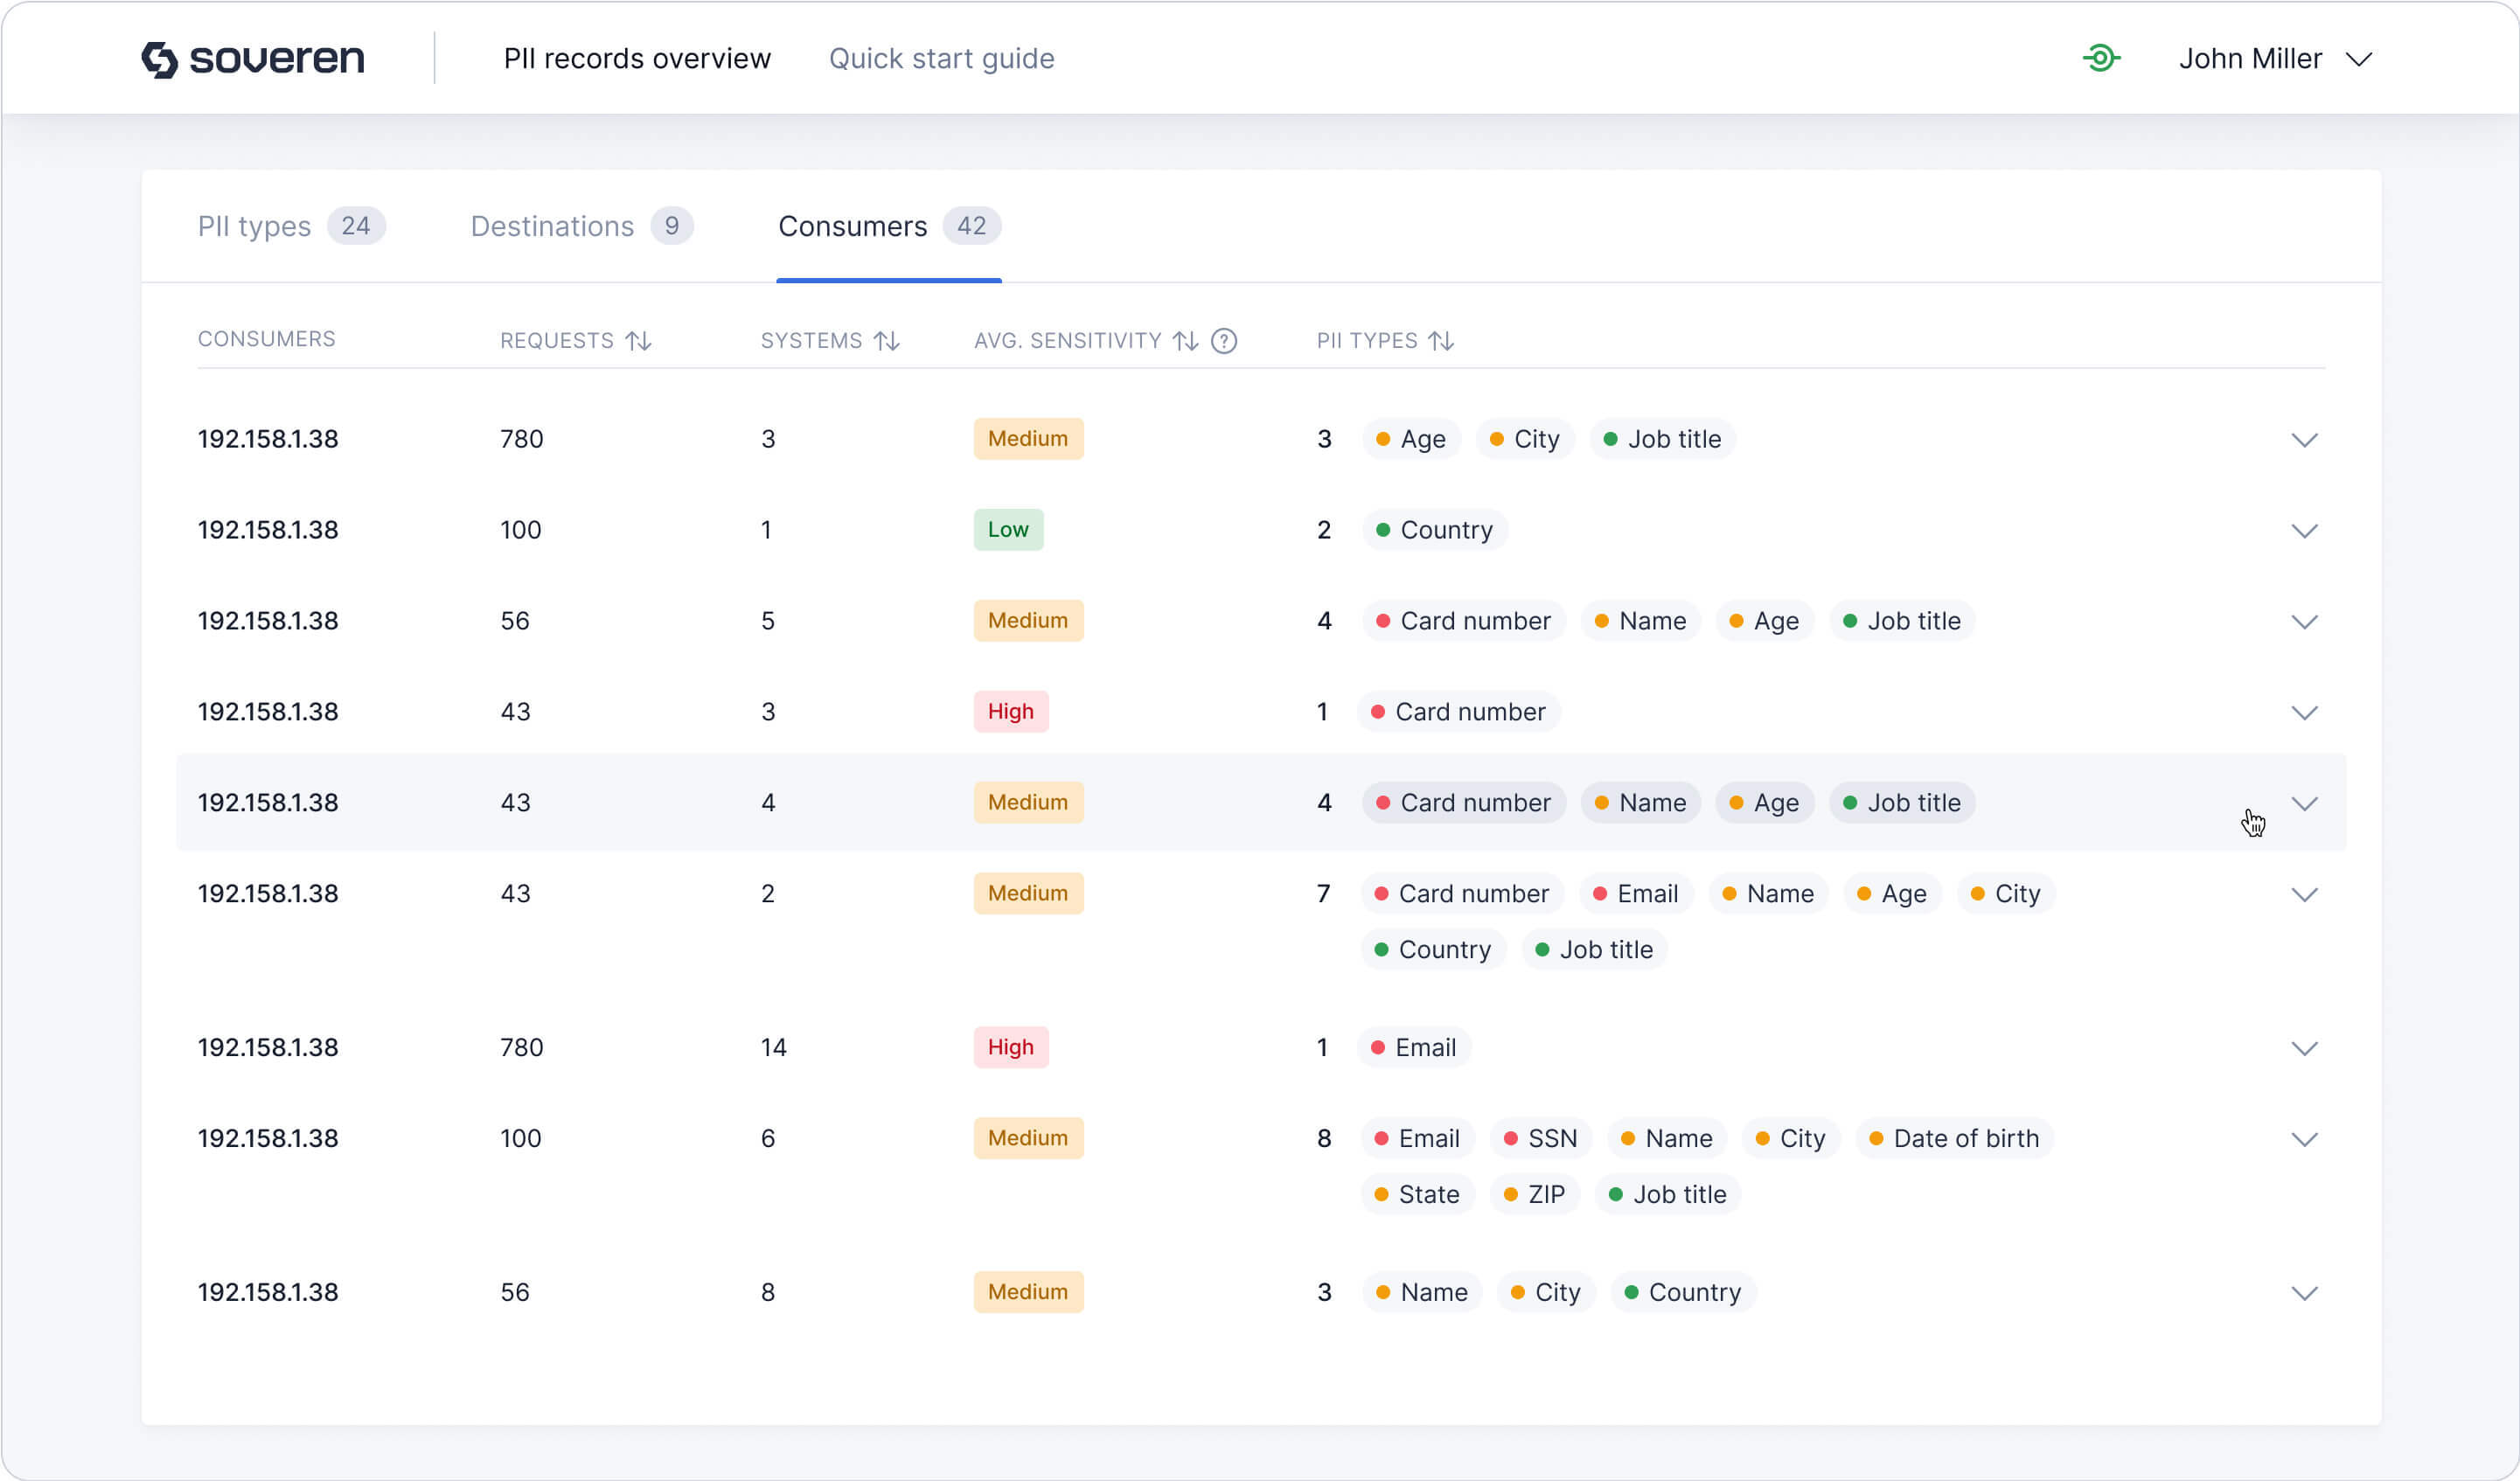 soveren PII records overview Quick start guide John Miller
PII types 24 Destinations 9 Consumers 42
CONSUMERS REQUESTS SYSTEMS AVG. SENSITIVITY ? PII TYPES
192.158.1.38 780 3 Medium 3 Age City Job title
192.158.1.38 100 1 Low 2 Country
192.158.1.38 56 5 Medium 4 Card number Name Age Job title
192.158.1.38 43 3 High 1 Card number
192.158.1.38 43 4 Medium 4 Card number Name Age Job title
192.158.1.38 43 2 Medium 7 Card number Email Name Age City
Country Job title
192.158.1.38 780 14 High 1 Email
192.158.1.38 100 6 Medium 8 Email SSN Name City Date of birth
State ZIP Job title
192.158.1.38 56 8 Medium 3 Name City Country